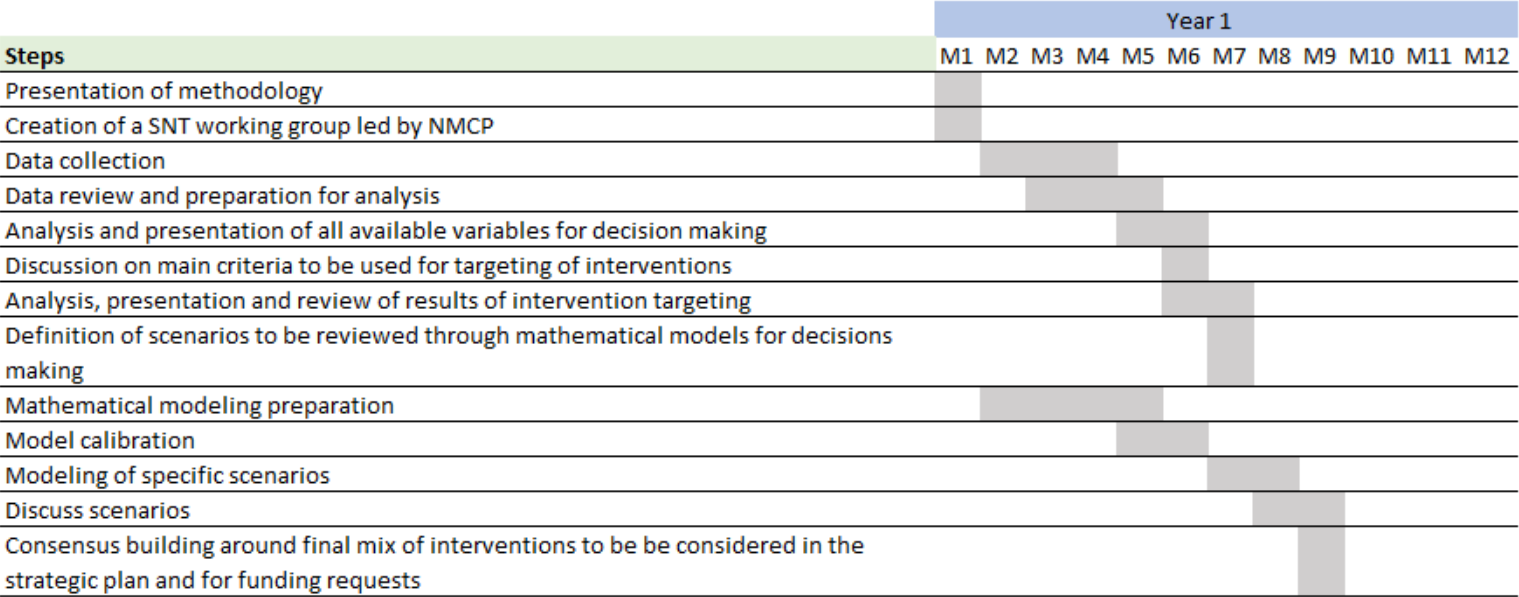 Year 1
Steps M1 M2 M3 M4 M5 M6 M7 M8 M9 M10 M11 M12
Presentation of methodology
Creation of a SNT working group led by NMCP
Data collection
Data review and preparation for analysis
Analysis and presentation of all available variables for decision making
Discussion on main criteria to be used for targeting of interventions
Analysis, presentation and review of results of intervention targeting
Definition of scenarios to be reviewed through mathematical models for decisions
making
Mathematical modeling preparation
Model calibration
Modeling of specific scenarios
Discuss scenarios
Consensus building around final mix of interventions to be be considered in the
strategic plan and for funding requests